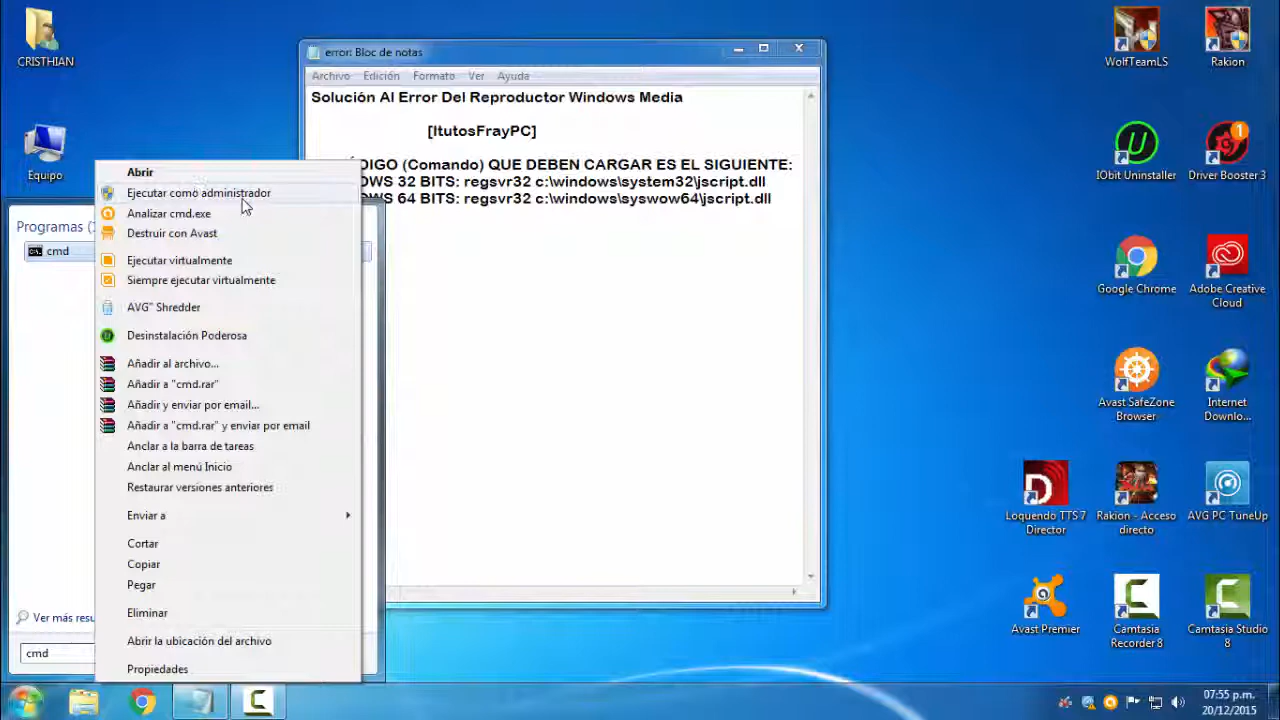 CRISTHIAN
Equipo
error: Bloc de notas
Archivo Edición Formato Ver Ayuda
Solución Al Error Del Reproductor Windows Media
[ItutosFrayPC]
DIGO (Comando) QUE DEBEN CARGAR ES EL SIGUIENTE:
OWS 32 BITS: regsvr32 c:\windows\system32\jscript.dll
OWS 64 BITS: regsvr32 c:\windows\syswow64\jscript.dll
Programas (
cmd
Abrir
Ejecutar como administrador
Analizar cmd.exe
Destruir con Avast
Ejecutar virtualmente
Siempre ejecutar virtualmente
AVG" Shredder
Desinstalación Poderosa
Añadir al archivo...
Añadir a "cmd.rar"
Añadir y enviar por email...
Añadir a "cmd.rar" y enviar por email
Anclar a la barra de tareas
Anclar al menú Inicio
Restaurar versiones anteriores
Enviar a
Cortar
Copiar
Pegar
Eliminar
Abrir la ubicación del archivo
Propiedades
Ver más resu
cmd
WolfTeamLS
Rakion
IObit Uninstaller
Driver Booster 3
1
Google Chrome
Adobe Creative
Cloud
Avast SafeZone
Browser
Internet
Downlo...
Loquendo TTS 7
Director
Rakion - Acceso
directo
AVG PC TuneUp
Avast Premier
Camtasia
Recorder 8
Camtasia Studio
8
07:55 p.m.
20/12/2015